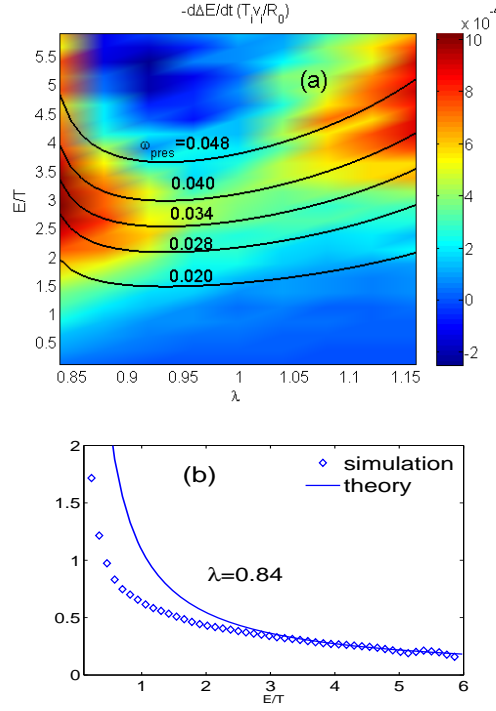 -dΔE/dt (T_i v_i/R_0)
× 10^-4
(a)
ω_pres=0.048
0.040
0.034
0.028
0.020
E/T
5.5
5
4.5
4
3.5
3
2.5
2
1.5
1
0.5
0.85 0.9 0.95 1 1.05 1.1 1.15
λ
10
8
6
4
2
0
-2
(b)
simulation
theory
λ=0.84
2
1.5
1
0.5
0
1 2 3 4 5 6
E/T